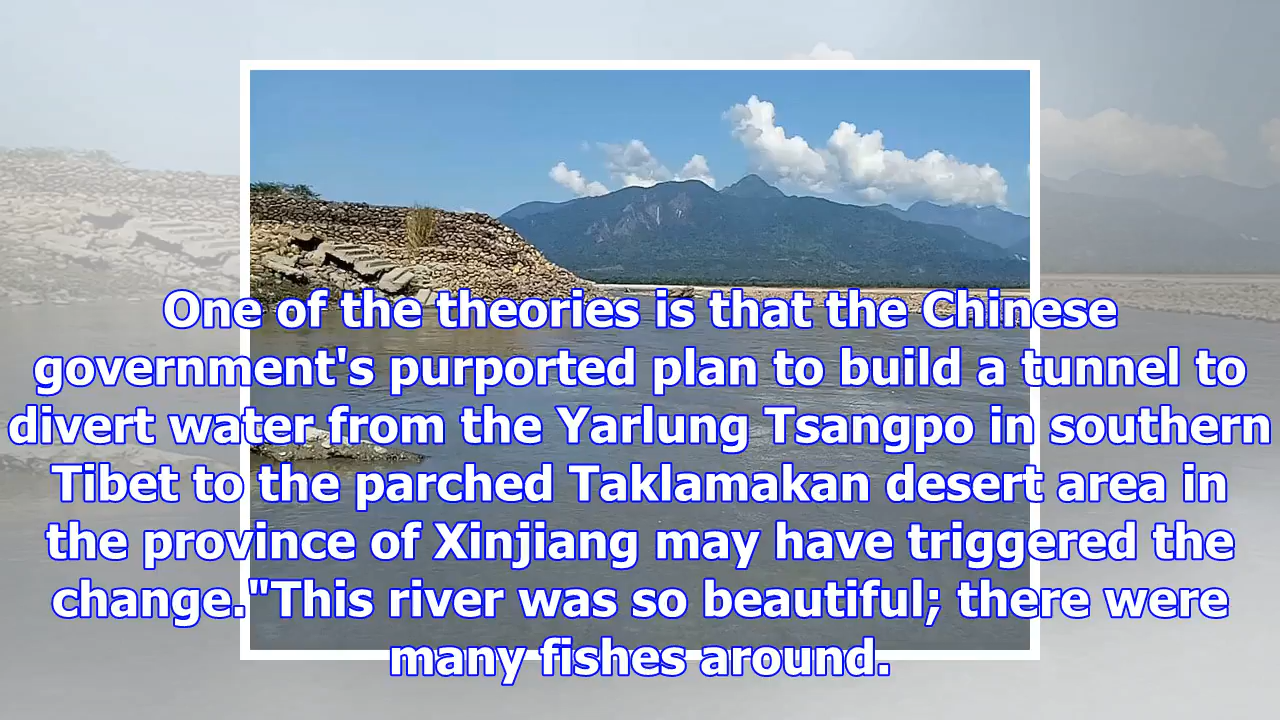 One of the theories is that the Chinese
government's purported plan to build a tunnel to
divert water from the Yarlung Tsangpo in southern
Tibet to the parched Taklamakan desert area in
the province of Xinjiang may have triggered the
change."This river was so beautiful; there were
many fishes around.